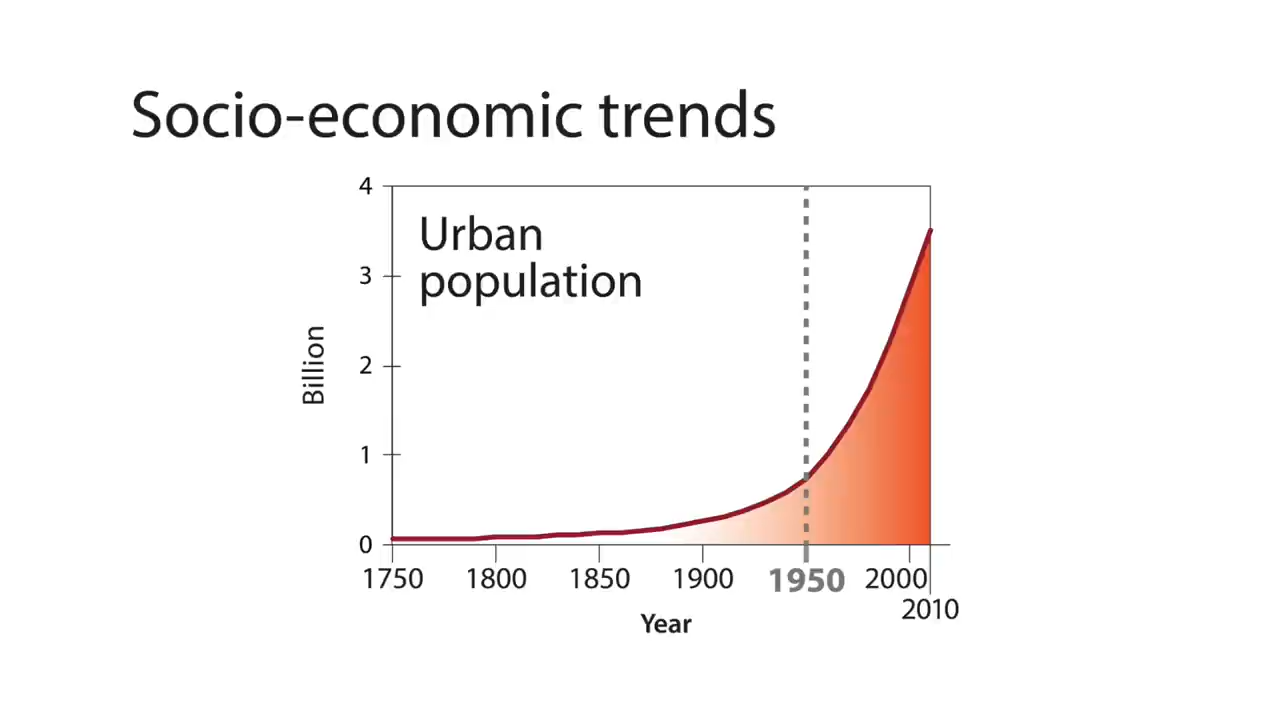 Socio-economic trends
Urban
population
Billion
4
3
2
1
0
1750 1800 1850 1900 1950 2000
2010
Year